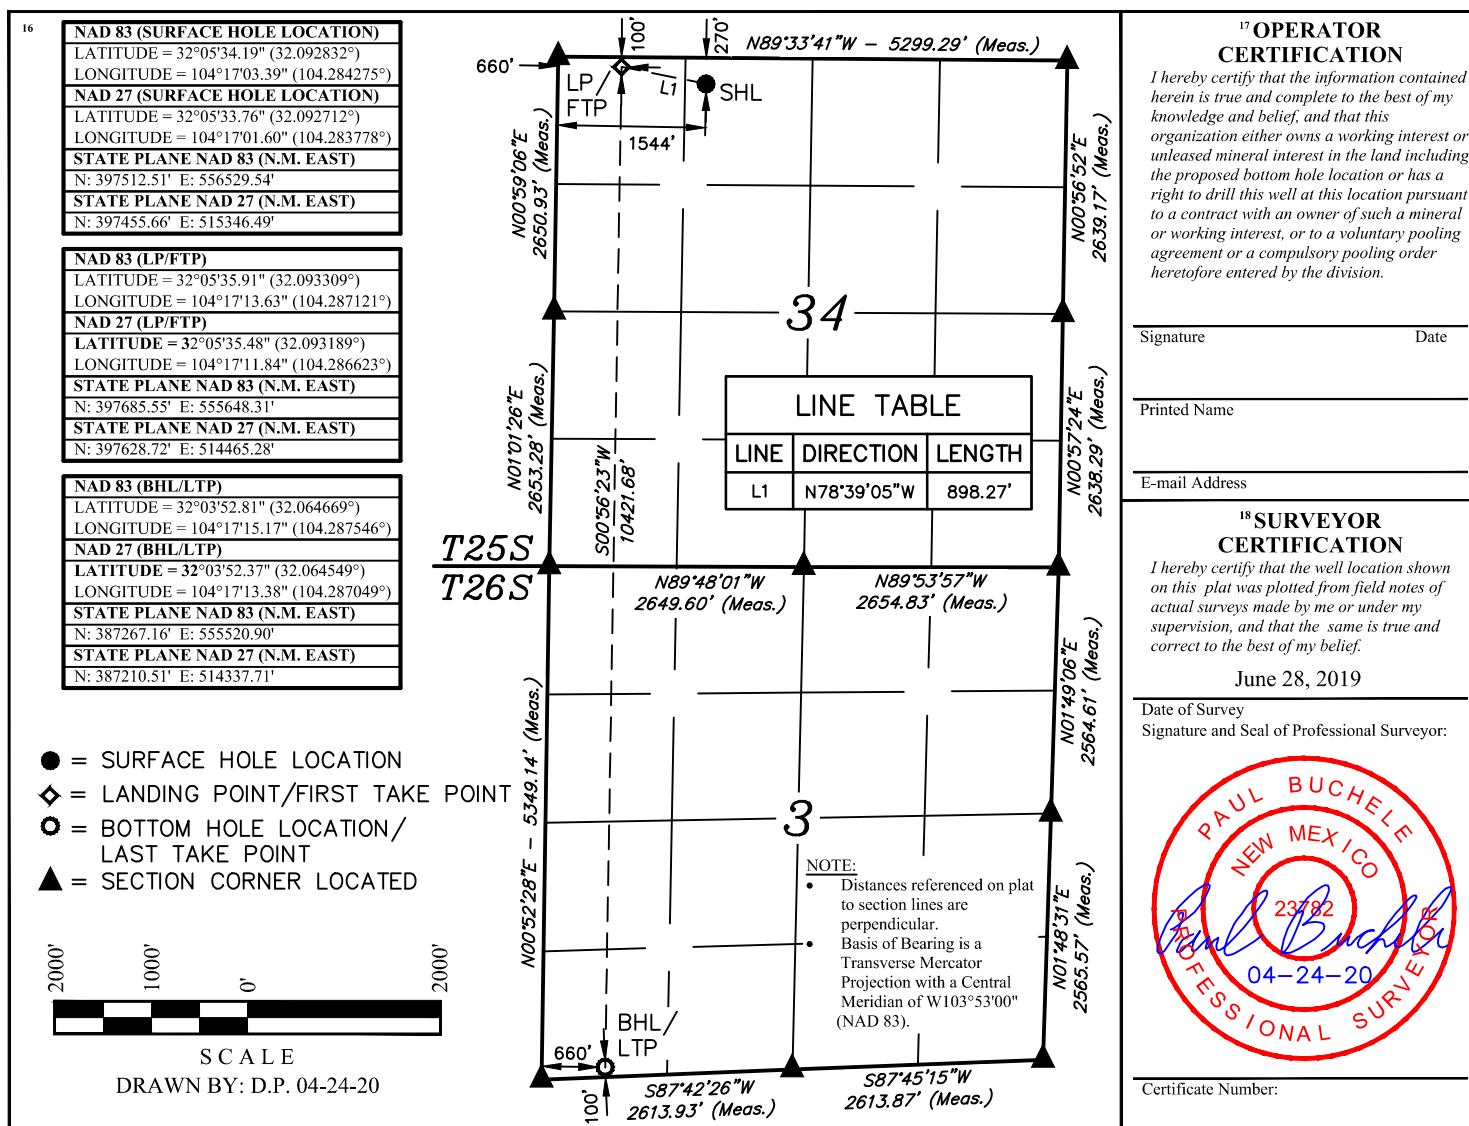 16
NAD 83 (SURFACE HOLE LOCATION)
LATITUDE = 32°05'34.19" (32.092832°)
LONGITUDE = 104°17'03.39" (104.284275°)
NAD 27 (SURFACE HOLE LOCATION)
LATITUDE = 32°05'33.76" (32.092712°)
LONGITUDE = 104°17'01.60" (104.283778°)
STATE PLANE NAD 83 (N.M. EAST)
N: 397512.51' E: 556529.54'
STATE PLANE NAD 27 (N.M. EAST)
N: 397455.66' E: 515346.49'
NAD 83 (LP/FTP)
LATITUDE = 32°05'35.91" (32.093309°)
LONGITUDE = 104°17'13.63" (104.287121°)
NAD 27 (LP/FTP)
LATITUDE = 32°05'35.48" (32.093189°)
LONGITUDE = 104°17'11.84" (104.286623°)
STATE PLANE NAD 83 (N.M. EAST)
N: 397685.55' E: 555648.31'
STATE PLANE NAD 27 (N.M. EAST)
N: 397628.72' E: 514465.28'
NAD 83 (BHL/LTP)
LATITUDE = 32°03'52.81" (32.064669°)
LONGITUDE = 104°17'15.17" (104.287546°)
NAD 27 (BHL/LTP)
LATITUDE = 32°03'52.37" (32.064549°)
LONGITUDE = 104°17'13.38" (104.287049°)
STATE PLANE NAD 83 (N.M. EAST)
N: 387267.16' E: 555520.90'
STATE PLANE NAD 27 (N.M. EAST)
N: 387210.51' E: 514337.71'
= SURFACE HOLE LOCATION
= LANDING POINT/FIRST TAKE POINT
= BOTTOM HOLE LOCATION/
LAST TAKE POINT
= SECTION CORNER LOCATED
2000'
1000'
0'
2000'
SCALE
DRAWN BY: D.P. 04-24-20
100'
270'
N89°33'41"W - 5299.29' (Meas.)
660'
LP/
FTP
L1
SHL
1544'
N00°59'06"E
2650.93' (Meas.)
N00°56'52"E
2639.17' (Meas.)
34
N01°01'26"E
2653.28' (Meas.)
S00°56'23"W
10421.68'
LINE TABLE
LINE DIRECTION LENGTH
L1 N78°39'05"W 898.27'
N00°57'24"E
2638.29' (Meas.)
T25S
T26S
N89°48'01"W
2649.60' (Meas.)
N89°53'57"W
2654.83' (Meas.)
N00°52'28"E - 5349.14' (Meas.)
N01°49'06"E
2564.61' (Meas.)
3
NOTE:
• Distances referenced on plat
to section lines are
perpendicular.
• Basis of Bearing is a
Transverse Mercator
Projection with a Central
Meridian of W103°53'00"
(NAD 83).
N01°48'31"E
2565.57' (Meas.)
BHL/
LTP
660'
100'
S87°42'26"W
2613.93' (Meas.)
S87°45'15"W
2613.87' (Meas.)
17 OPERATOR
CERTIFICATION
I hereby certify that the information contained
herein is true and complete to the best of my
knowledge and belief, and that this
organization either owns a working interest or
unleased mineral interest in the land including
the proposed bottom hole location or has a
right to drill this well at this location pursuant
to a contract with an owner of such a mineral
or working interest, or to a voluntary pooling
agreement or a compulsory pooling order
heretofore entered by the division.
Signature Date
Printed Name
E-mail Address
18 SURVEYOR
CERTIFICATION
I hereby certify that the well location shown
on this plat was plotted from field notes of
actual surveys made by me or under my
supervision, and that the same is true and
correct to the best of my belief.
June 28, 2019
Date of Survey
Signature and Seal of Professional Surveyor:
PAUL BUCHELE
NEW MEXICO
23782
Paul Buchele
04-24-20
PROFESSIONAL SURVEYOR
Certificate Number: